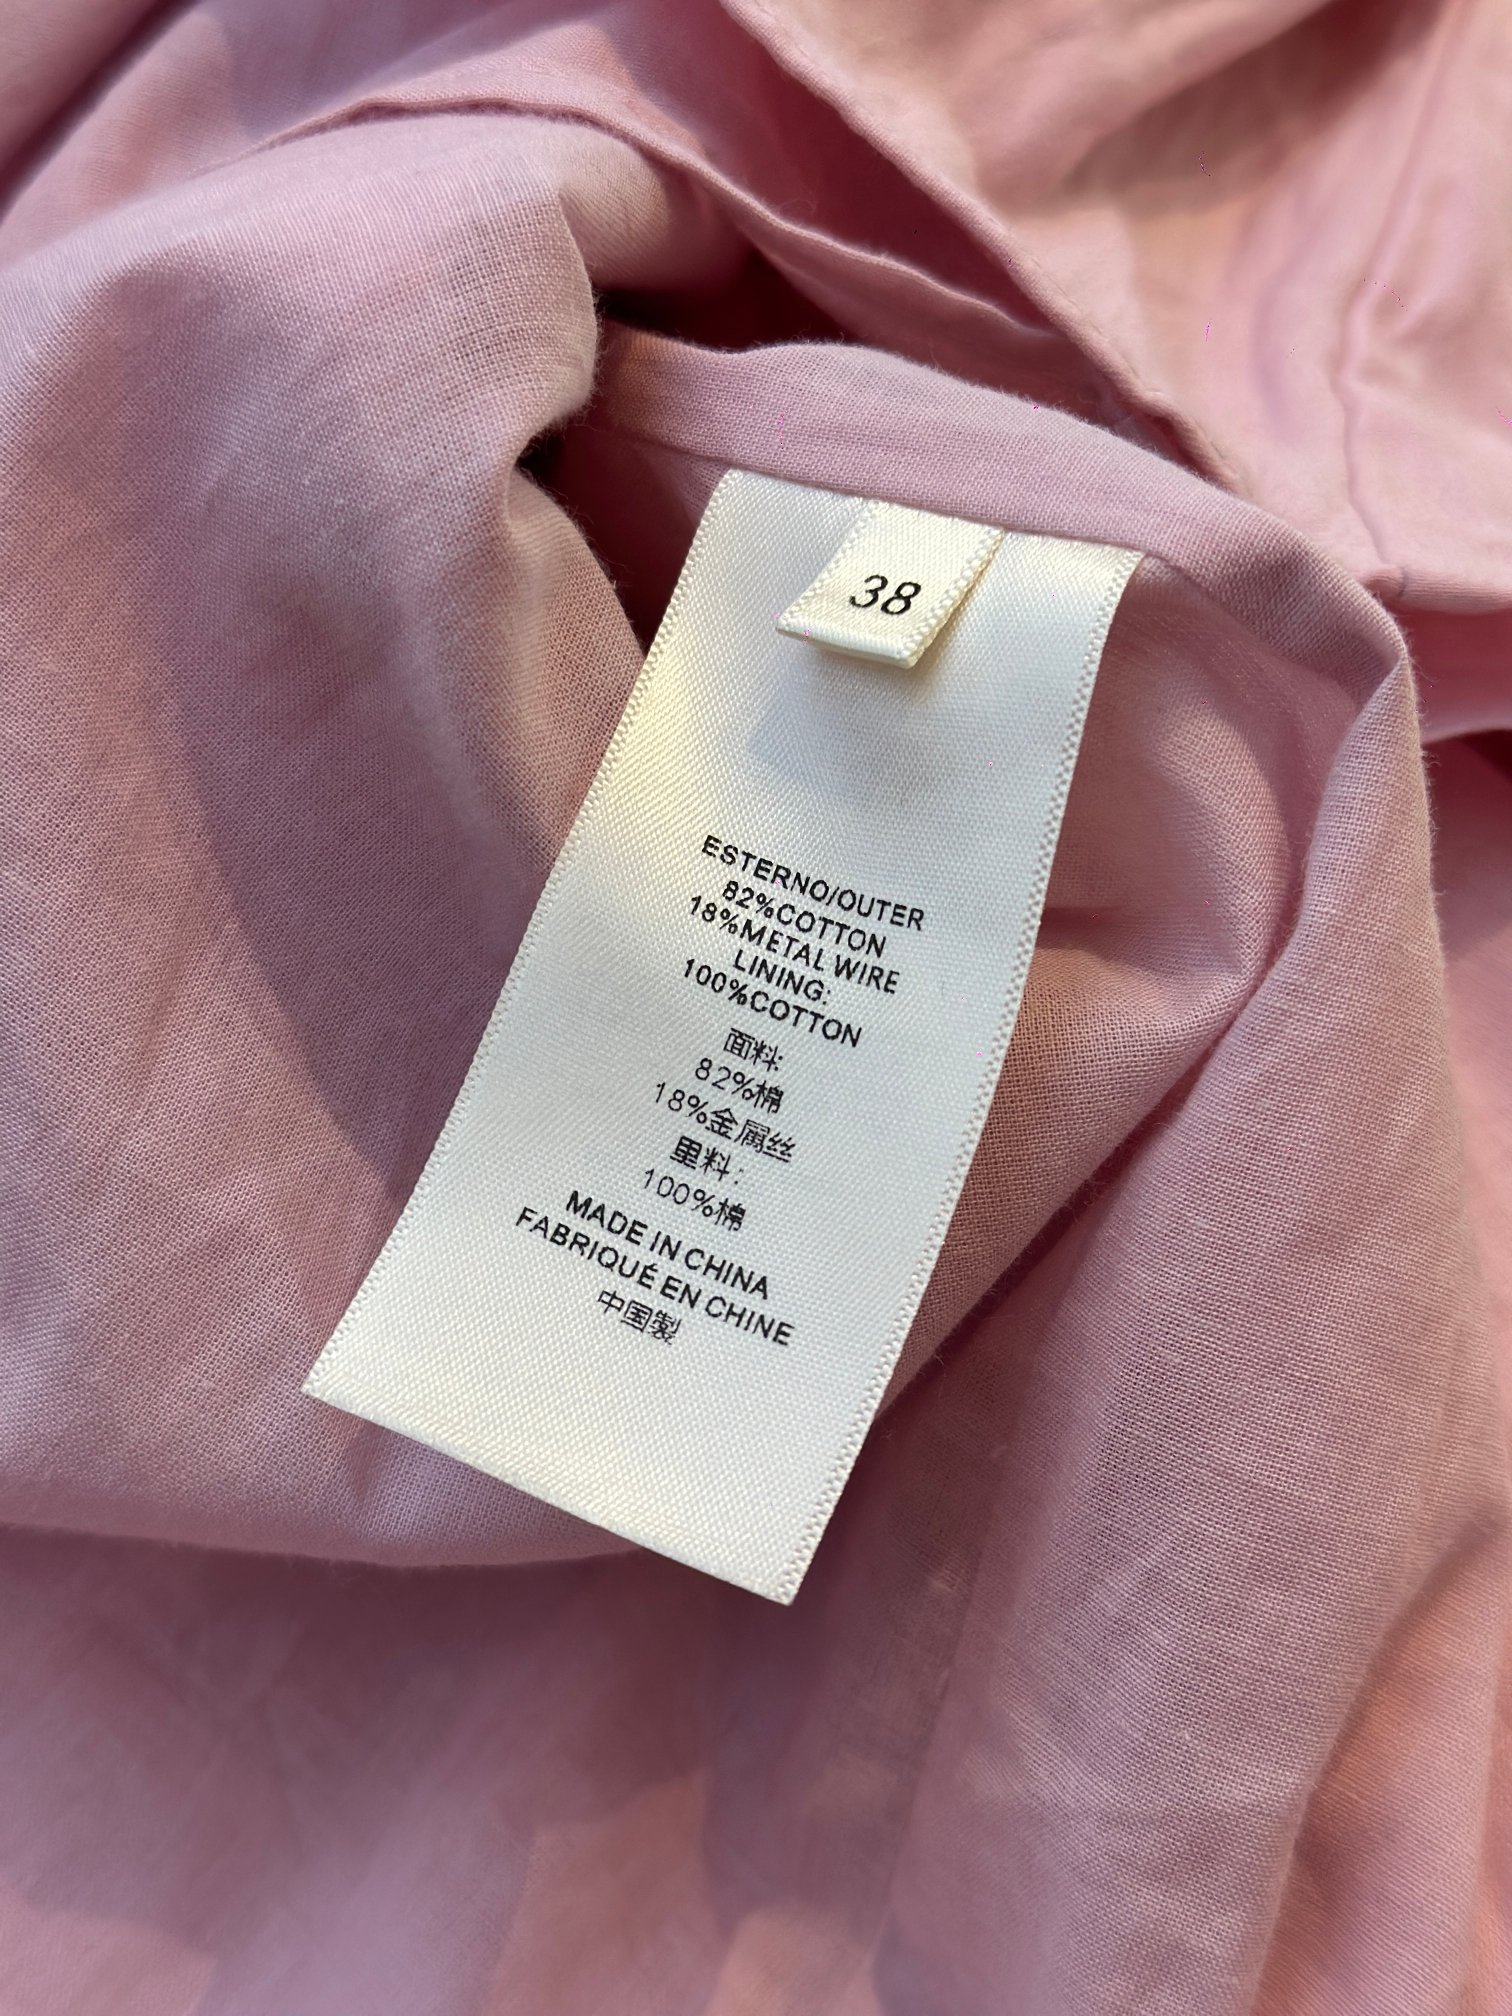 38
ESTERNO/OUTER
82%COTTON
18%METAL WIRE
LINING:
100%COTTON
面料:
82%棉
18%金属丝
里料:
100%棉
MADE IN CHINA
FABRIQUÉ EN CHINE
中国製